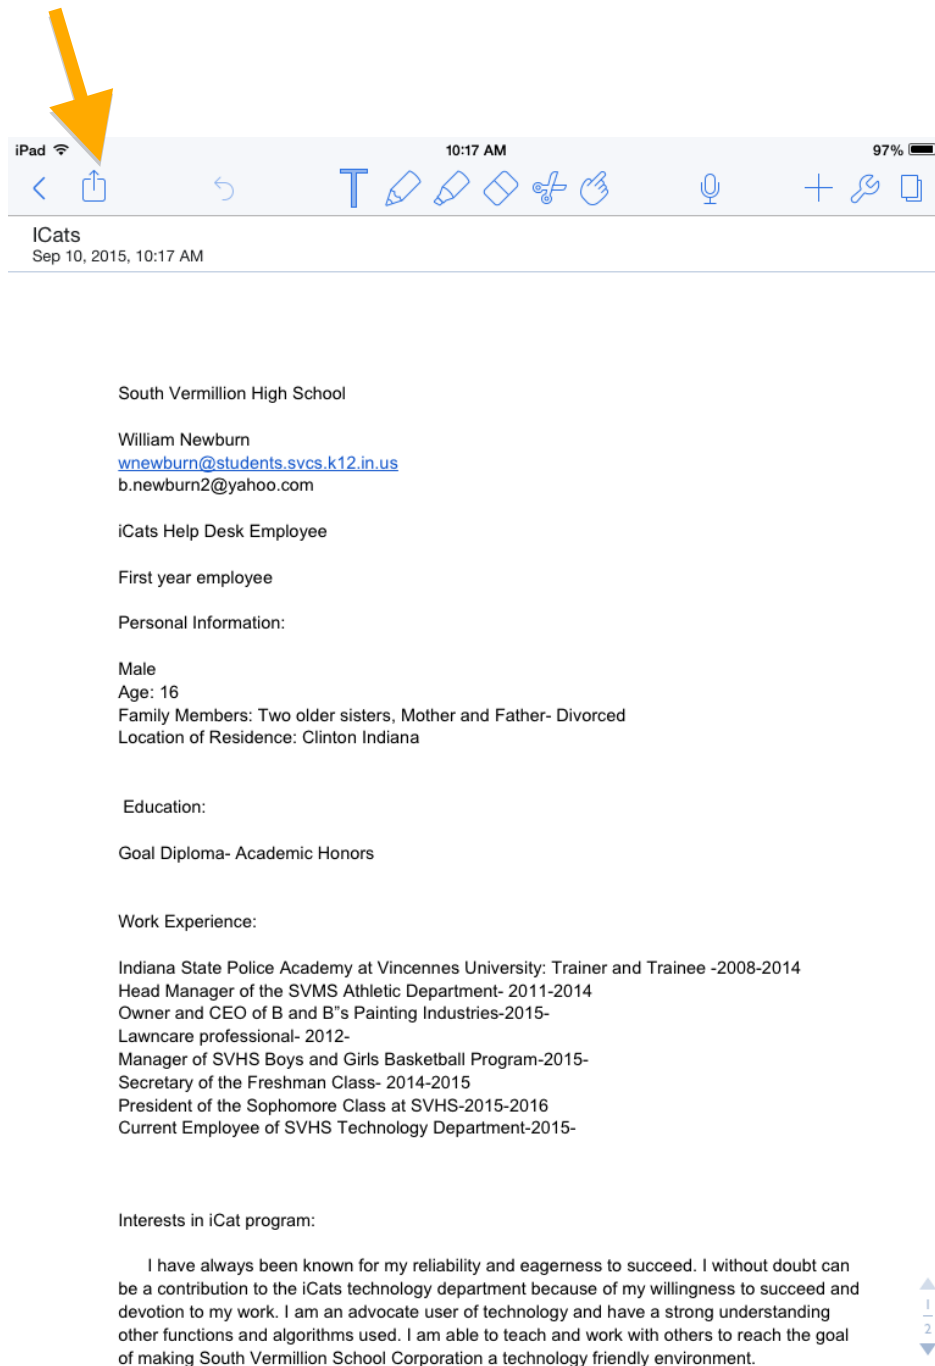 iPad 10:17 AM 97%
T
ICats
Sep 10, 2015, 10:17 AM
South Vermillion High School
William Newburn
wnewburn@students.svcs.k12.in.us
b.newburn2@yahoo.com
iCats Help Desk Employee
First year employee
Personal Information:
Male
Age: 16
Family Members: Two older sisters, Mother and Father- Divorced
Location of Residence: Clinton Indiana
Education:
Goal Diploma- Academic Honors
Work Experience:
Indiana State Police Academy at Vincennes University: Trainer and Trainee -2008-2014
Head Manager of the SVMS Athletic Department- 2011-2014
Owner and CEO of B and B"s Painting Industries-2015-
Lawncare professional- 2012-
Manager of SVHS Boys and Girls Basketball Program-2015-
Secretary of the Freshman Class- 2014-2015
President of the Sophomore Class at SVHS-2015-2016
Current Employee of SVHS Technology Department-2015-
Interests in iCat program:
I have always been known for my reliability and eagerness to succeed. I without doubt can
be a contribution to the iCats technology department because of my willingness to succeed and
devotion to my work. I am an advocate user of technology and have a strong understanding
other functions and algorithms used. I am able to teach and work with others to reach the goal
of making South Vermillion School Corporation a technology friendly environment.
1
2